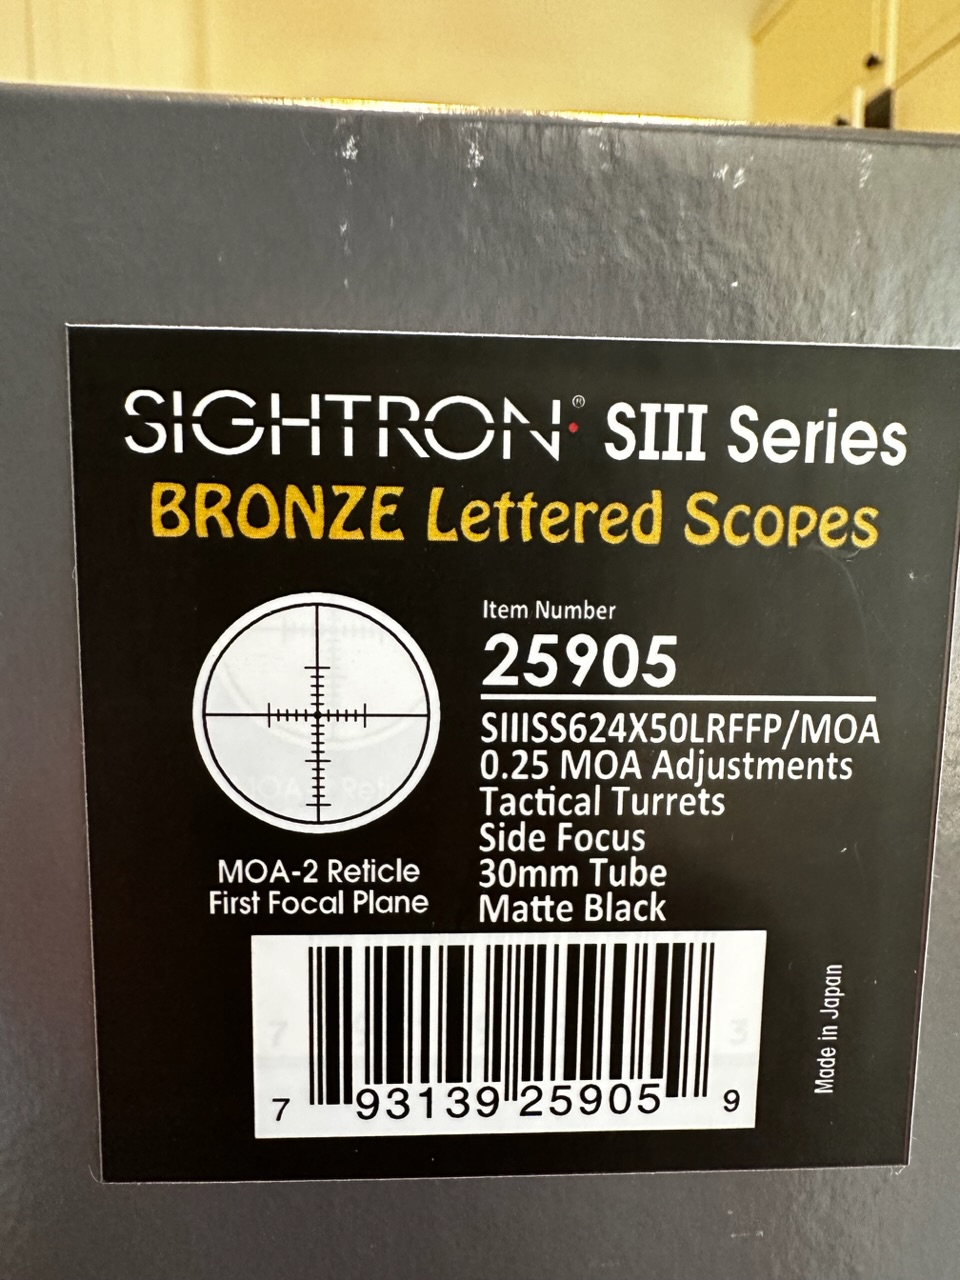 SIGHTRON® SIII Series
BRONZE Lettered Scopes
Item Number
25905
SIIISS624X50LRFFP/MOA
0.25 MOA Adjustments
Tactical Turrets
Side Focus
30mm Tube
Matte Black
MOA-2 Reticle
First Focal Plane
Made in Japan
7 93139 25905 9